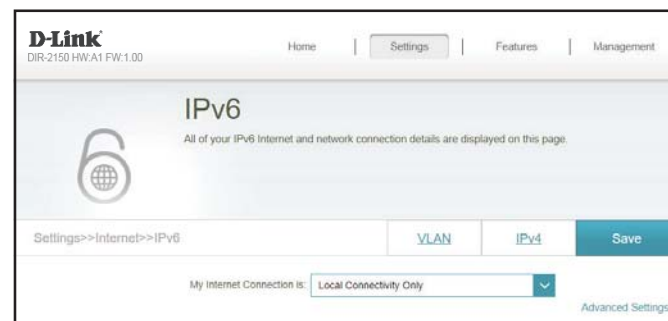 D-Link
DIR-2150 HW:A1 FW:1.00
Home | Settings | Features | Management
IPv6
All of your IPv6 Internet and network connection details are displayed on this page.
Settings>>Internet>>IPv6
VLAN
IPv4
Save
My Internet Connection is: Local Connectivity Only
Advanced Settings